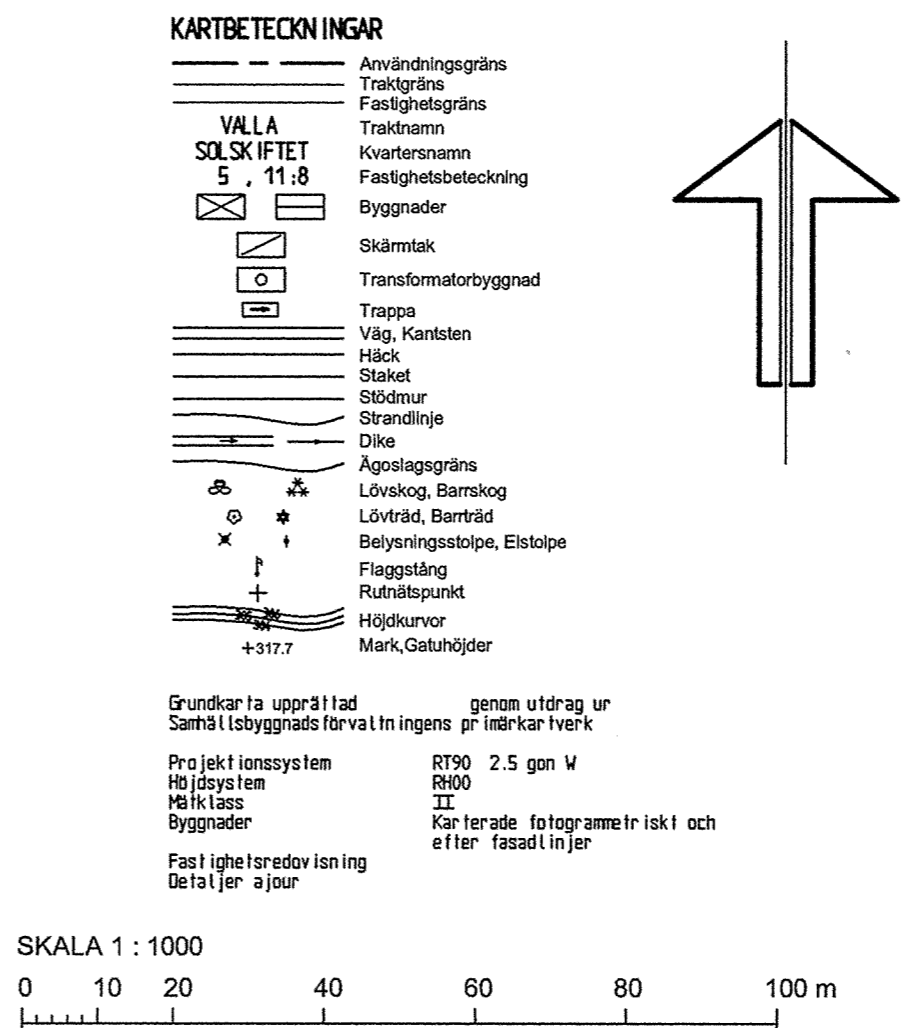 KARTBETECKNINGAR
Användningsgräns
Traktgräns
Fastighetsgräns
VALLA Traktnamn
SOLSKIFTET Kvartersnamn
5 , 11:8 Fastighetsbeteckning
Byggnader
Skärmtak
Transformatorbyggnad
Trappa
Väg, Kantsten
Häck
Staket
Stödmur
Strandlinje
Dike
Ägoslagsgräns
Lövskog, Barrskog
Lövträd, Barrträd
Belysningsstolpe, Elstolpe
Flaggstång
Rutnätspunkt
Höjdkurvor
+317.7 Mark,Gatuhöjder
Grundkarta upprättad genom utdrag ur
Samhällsbyggnadsförvaltningens primärkartverk
Projektionssystem RT90 2.5 gon W
Höjdsystem RH00
Mätklass II
Byggnader Karterade fotogrammetriskt och
efter fasadlinjer
Fastighetsredovisning
Detaljer ajour
SKALA 1 : 1000
0 10 20 40 60 80 100 m